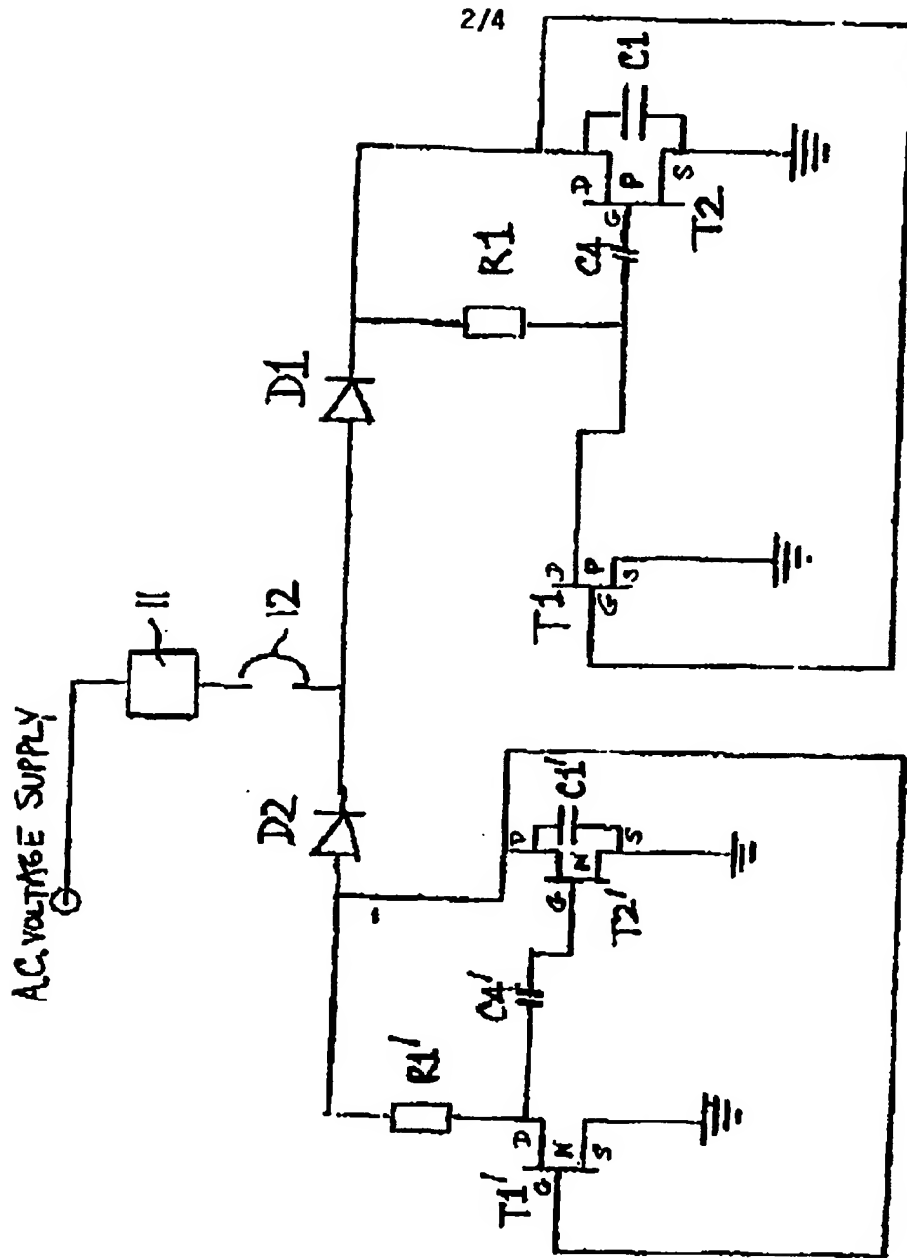 2/4
A.C. VOLTAGE SUPPLY
11
12
D2
D1
R1'
C4'
T1'
D
G
N
S
T2'
D
G
N
S
C1'
R1
C4
T1
D
G
P
S
T2
D
G
P
S
C1